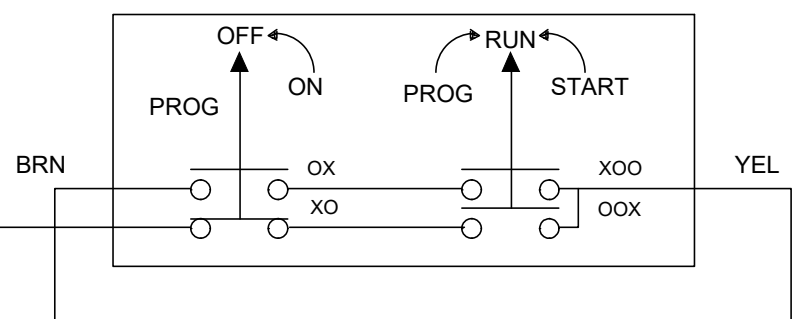 OFF
RUN
ON
START
PROG
PROG
BRN
OX
XOO
YEL
XO
OOX